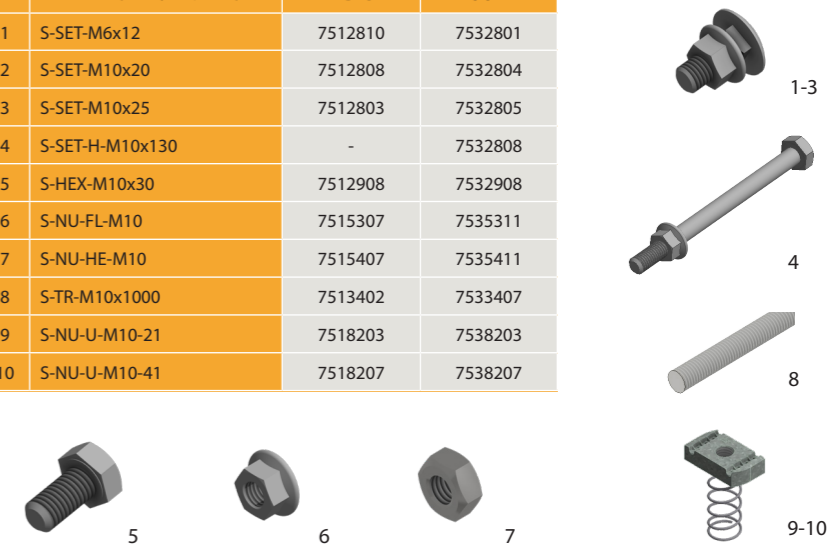 1 S-SET-M6x12 7512810 7532801
2 S-SET-M10x20 7512808 7532804
3 S-SET-M10x25 7512803 7532805
4 S-SET-H-M10x130 - 7532808
5 S-HEX-M10x30 7512908 7532908
6 S-NU-FL-M10 7515307 7535311
7 S-NU-HE-M10 7515407 7535411
8 S-TR-M10x1000 7513402 7533407
9 S-NU-U-M10-21 7518203 7538203
10 S-NU-U-M10-41 7518207 7538207
1-3
4
8
5 6 7
9-10